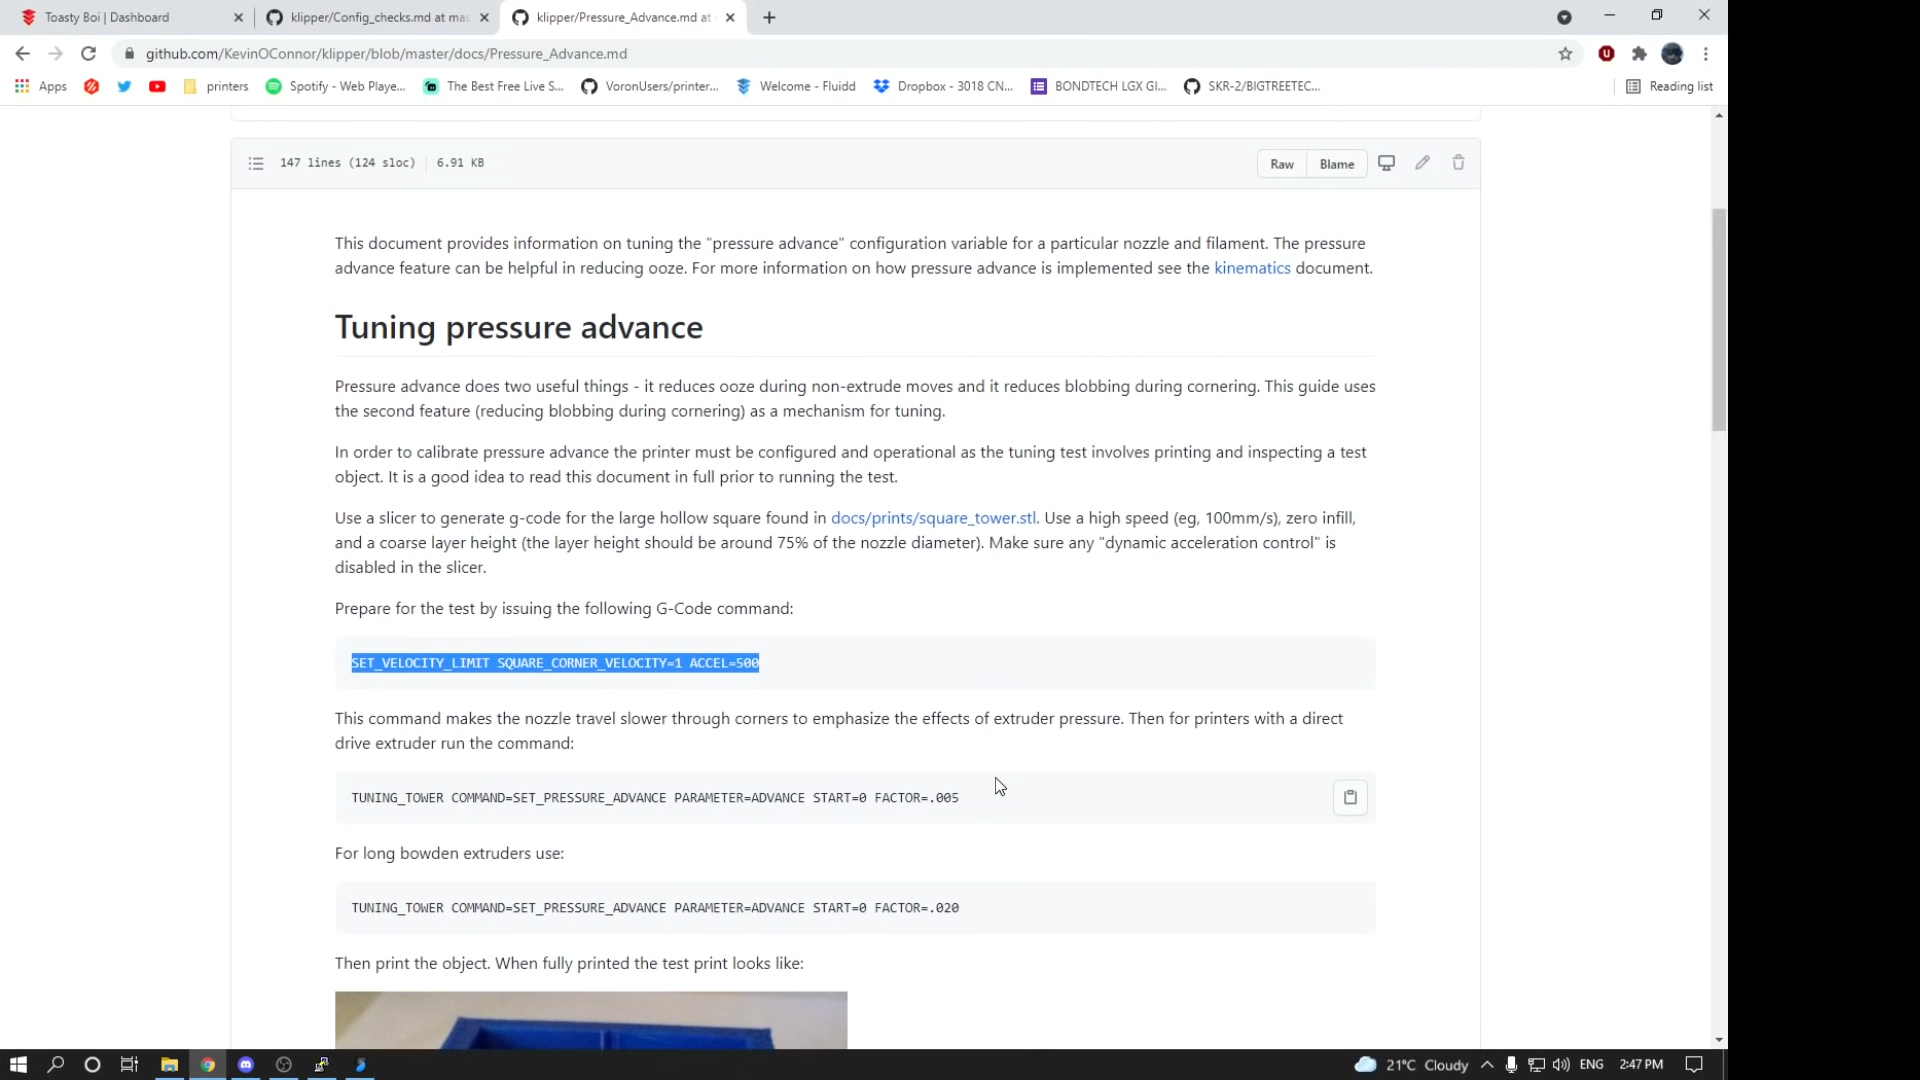 Toasty Boi | Dashboard
klipper/Config_checks.md at mas
klipper/Pressure_Advance.md at
github.com/KevinOConnor/klipper/blob/master/docs/Pressure_Advance.md
Apps
printers
Spotify - Web Playe...
The Best Free Live S...
VoronUsers/printer...
Welcome - Fluidd
Dropbox - 3018 CN...
BONDTECH LGX GI...
SKR-2/BIGTREETEC...
Reading list
147 lines (124 sloc)
6.91 KB
Raw
Blame
This document provides information on tuning the "pressure advance" configuration variable for a particular nozzle and filament. The pressure
advance feature can be helpful in reducing ooze. For more information on how pressure advance is implemented see the kinematics document.
Tuning pressure advance
Pressure advance does two useful things - it reduces ooze during non-extrude moves and it reduces blobbing during cornering. This guide uses
the second feature (reducing blobbing during cornering) as a mechanism for tuning.
In order to calibrate pressure advance the printer must be configured and operational as the tuning test involves printing and inspecting a test
object. It is a good idea to read this document in full prior to running the test.
Use a slicer to generate g-code for the large hollow square found in docs/prints/square_tower.stl. Use a high speed (eg, 100mm/s), zero infill,
and a coarse layer height (the layer height should be around 75% of the nozzle diameter). Make sure any "dynamic acceleration control" is
disabled in the slicer.
Prepare for the test by issuing the following G-Code command:
SET_VELOCITY_LIMIT SQUARE_CORNER_VELOCITY=1 ACCEL=500
This command makes the nozzle travel slower through corners to emphasize the effects of extruder pressure. Then for printers with a direct
drive extruder run the command:
TUNING_TOWER COMMAND=SET_PRESSURE_ADVANCE PARAMETER=ADVANCE START=0 FACTOR=.005
For long bowden extruders use:
TUNING_TOWER COMMAND=SET_PRESSURE_ADVANCE PARAMETER=ADVANCE START=0 FACTOR=.020
Then print the object. When fully printed the test print looks like:
21°C Cloudy
ENG
2:47 PM